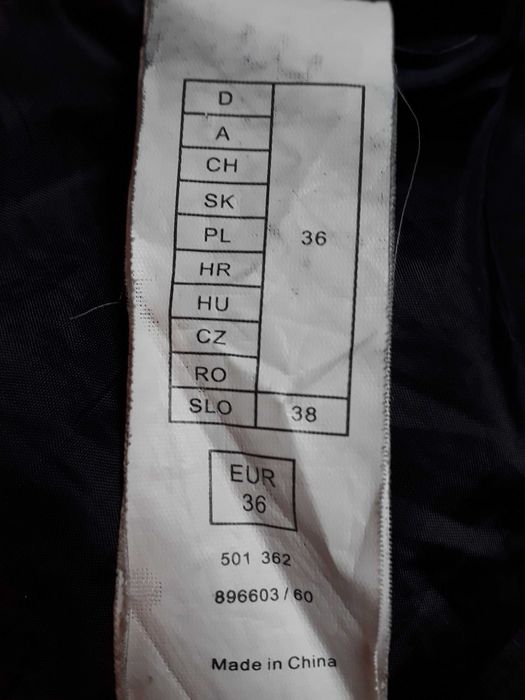 D
A
CH
SK
PL
36
HR
HU
CZ
RO
SLO 38
EUR
36
501 362
896603 / 60
Made in China